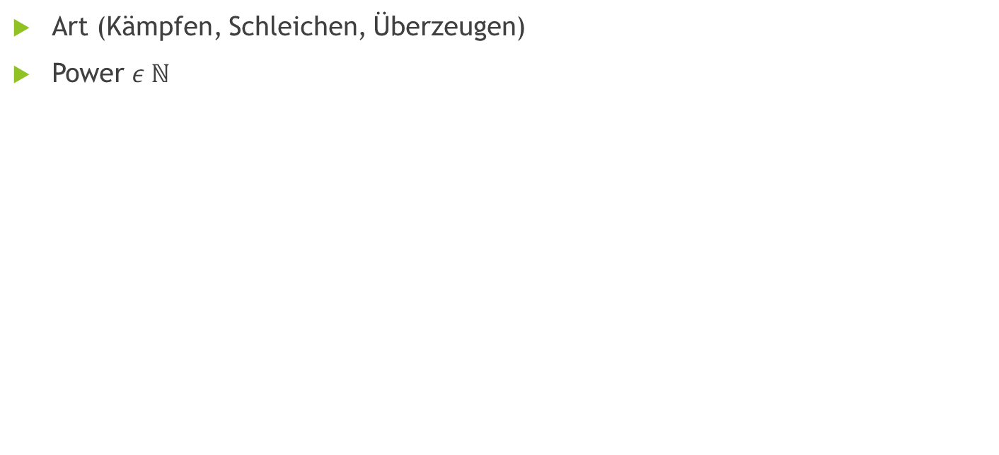 Art (Kämpfen, Schleichen, Überzeugen)
Power ϵ ℕ